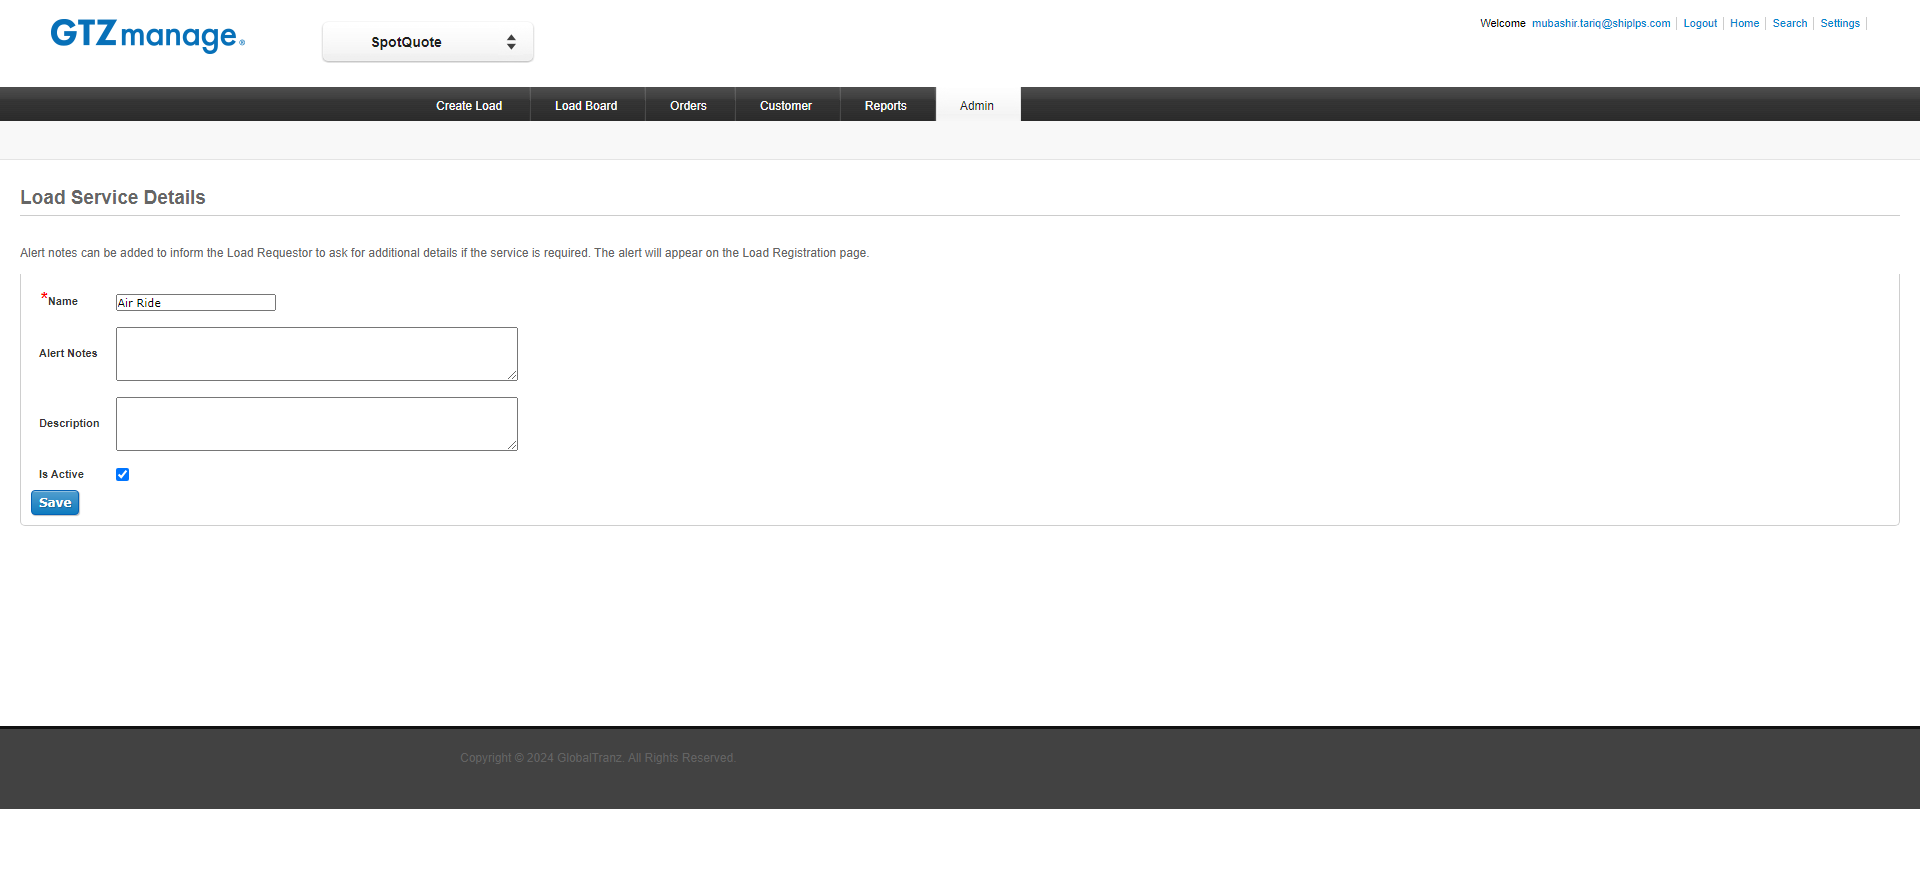 GTZmanage®
SpotQuote
Welcome mubashir.tariq@shiplps.com Logout Home Search Settings
Create Load Load Board Orders Customer Reports Admin
Load Service Details
Alert notes can be added to inform the Load Requestor to ask for additional details if the service is required. The alert will appear on the Load Registration page.
*Name Air Ride
Alert Notes
Description
Is Active
Save
Copyright © 2024 GlobalTranz. All Rights Reserved.